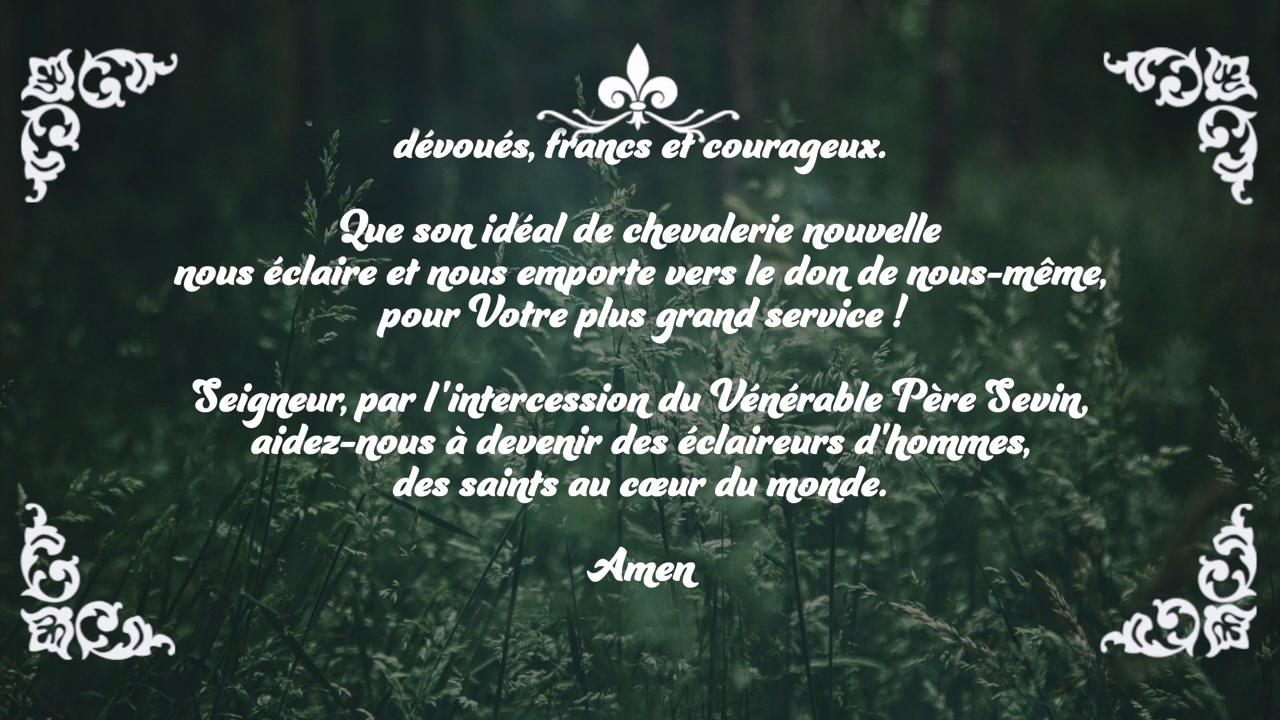 dévoués, francs et courageux.
Que son idéal de chevalerie nouvelle
nous éclaire et nous emporte vers le don de nous-même,
pour Votre plus grand service !
Seigneur, par l'intercession du Vénérable Père Sevin,
aidez-nous à devenir des éclaireurs d'hommes,
des saints au cœur du monde.
Amen